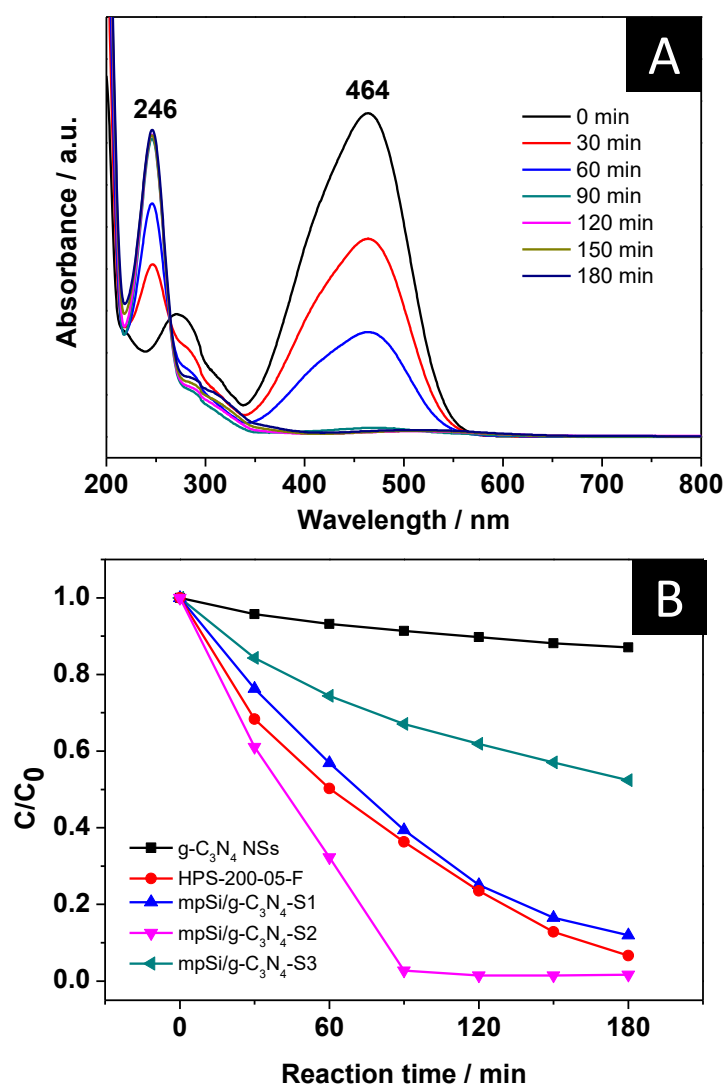 A
246
464
0 min
30 min
60 min
90 min
120 min
150 min
180 min
Absorbance / a.u.
200 300 400 500 600 700 800
Wavelength / nm
B
1.0
0.8
0.6
0.4
0.2
0.0
C/C₀
g-C₃N₄ NSs
HPS-200-05-F
mpSi/g-C₃N₄-S1
mpSi/g-C₃N₄-S2
mpSi/g-C₃N₄-S3
0 60 120 180
Reaction time / min